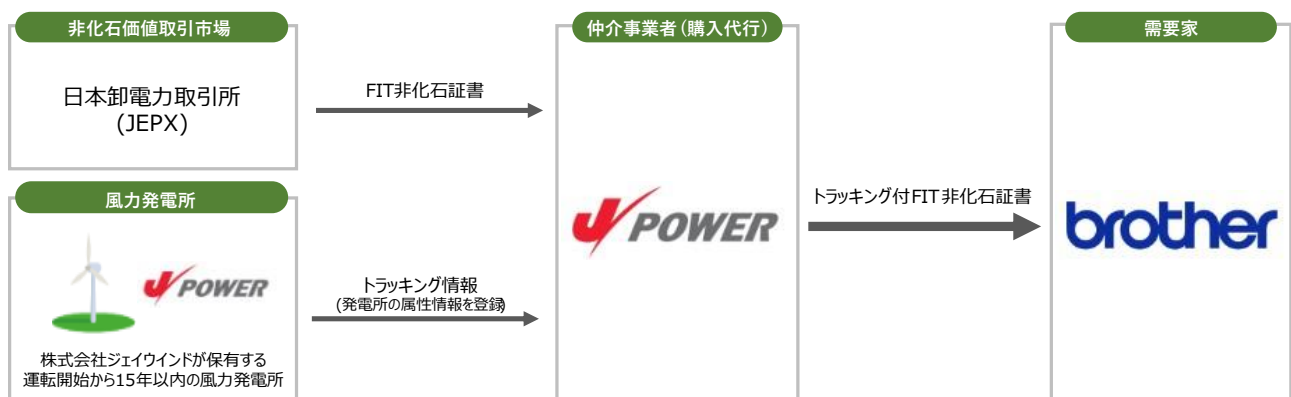 非化石価値取引市場
日本卸電力取引所
(JEPX)
FIT非化石証書
風力発電所
POWER
株式会社ジェイウインドが保有する
運転開始から15年以内の風力発電所
トラッキング情報
(発電所の属性情報を登録)
仲介事業者（購入代行）
J POWER
トラッキング付FIT非化石証書
需要家
brother